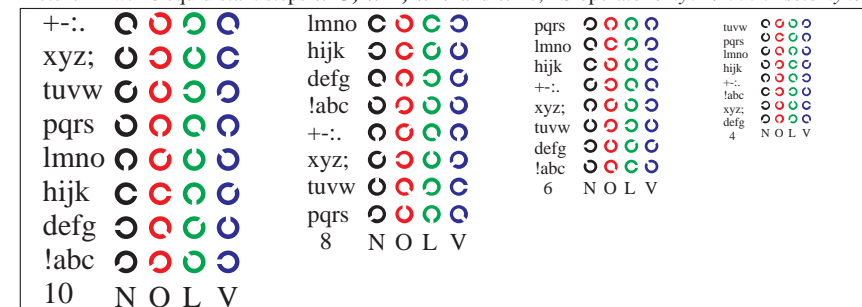 +-:.
xyz;
tuvw
pqrs
lmno
hijk
defg
!abc
10 N O L V
lmno
hijk
defg
!abc
+-:.
xyz;
tuvw
pqrs
8 N O L V
pqrs
lmno
hijk
+-:.
xyz;
tuvw
defg
!abc
6 N O L V
tuvw
pqrs
lmno
hijk
+-:.
!abc
xyz;
defg
4 N O L V